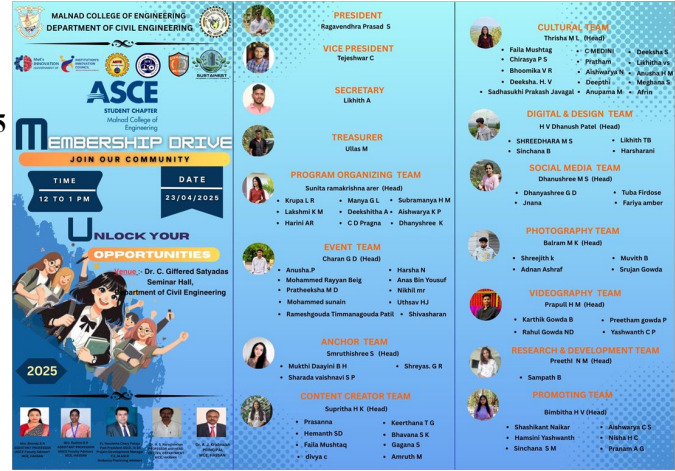 MALNAD COLLEGE OF ENGINEERING
DEPARTMENT OF CIVIL ENGINEERING
INNOVATION
INSTITUTION'S
INNOVATION
COUNCIL
ASCE
STUDENT CHAPTER
Malnad College of
Engineering
5
MEMBERSHIP DRIVE
JOIN OUR COMMUNITY
TIME
12 TO 1 PM
DATE
23/04/2025
UNLOCK YOUR
OPPORTUNITIES
Venue :- Dr. C. Giffered Satyadas
Seminar Hall,
Department of Civil Engineering
2025
PRESIDENT
Ragavendhra Prasad S
VICE PRESIDENT
Tejeshwar C
SECRETARY
Likhith A
TREASURER
Ullas M
PROGRAM ORGANIZING TEAM
Sunita ramakrishna arer (Head)
• Krupa L R • Manya G L • Subramanya H M
• Lakshmi K M • Deekshitha A • Aishwarya K P
• Harini AR • C D Pragna • Dhanyshree K
EVENT TEAM
Charan G D (Head)
• Anusha.P • Harsha N
• Mohammed Rayyan Beig • Anas Bin Yousuf
• Pratheeksha M D • Nikhil mr
• Mohammed sunain • Uthsav HJ
• Rameshgouda Timmanagouda Patil • Shivasharan
ANCHOR TEAM
Smruthishree S (Head)
• Mukthi Daayini B H • Shreyas. G R
• Sharada vaishnavi S P
CONTENT CREATOR TEAM
Supritha H K (Head)
• Prasanna • Keerthana T G
• Hemanth SD • Bhavana S K
• Faila Mushtaq • Gagana S
• divya c • Amruth M
CULTURAL TEAM
Thrisha M L (Head)
• Faila Mushtag • C MEDINI • Deeksha S
• Chirasya P S • Pratham • Likhitha vs
• Bhoomika V R • Aishwarya N • Anusha H M
• Deeksha. H. V • Deepthi • Meghana S
• Sadhasukhi Prakash Javagal • Anupama M • Afrin
DIGITAL & DESIGN TEAM
H V Dhanush Patel (Head)
• SHREEDHARA M S • Likhith TB
• Sinchana B • Harsharani
SOCIAL MEDIA TEAM
Dhanushree M S (Head)
• Dhanyashree G D • Tuba Firdose
• Jnana • Fariya amber
PHOTOGRAPHY TEAM
Balram M K (Head)
• Shreejith k • Muvith B
• Adnan Ashraf • Srujan Gowda
VIDEOGRAPHY TEAM
Prapull H M (Head)
• Karthik Gowda B • Preetham gowda P
• Rahul Gowda ND • Yashwanth C P
RESEARCH & DEVELOPMENT TEAM
Preethi N M (Head)
• Sampath B
PROMOTING TEAM
Bimbitha H V (Head)
• Shashikant Naikar • Aishwarya C S
• Hamsini Yashwanth • Nisha H C
• Sinchana S M • Pranam A G